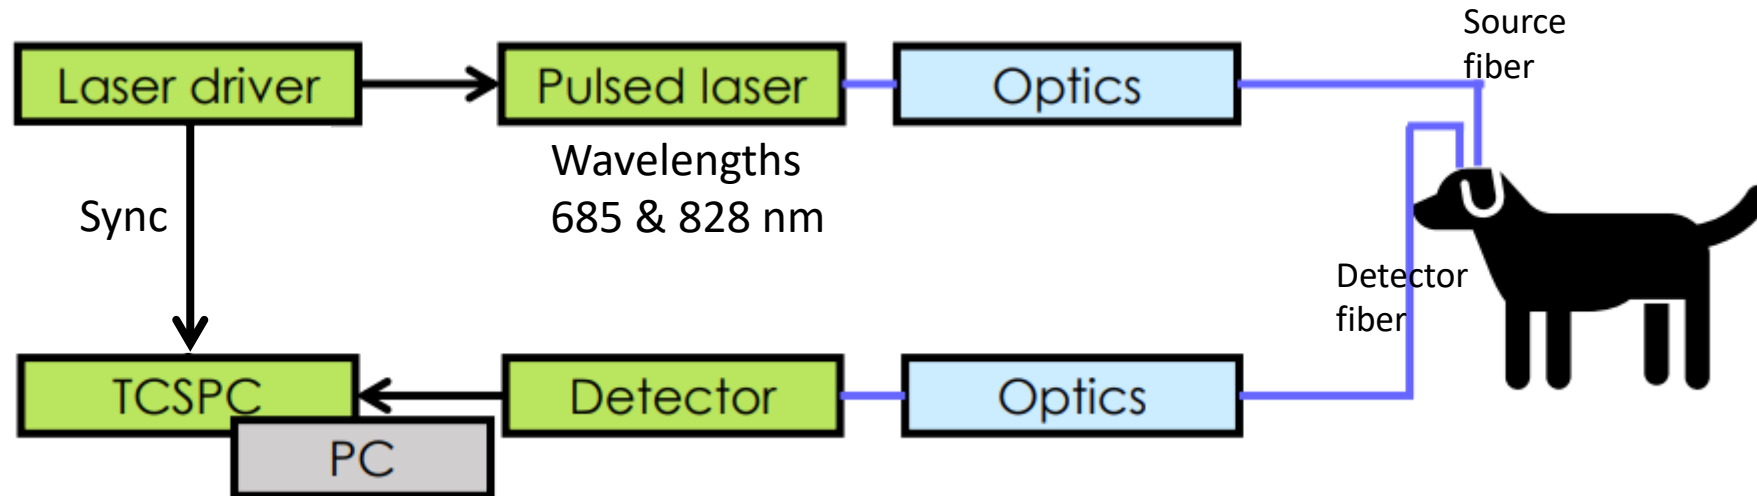 Source
fiber
Laser driver
Pulsed laser
Optics
Wavelengths
685 & 828 nm
Sync
Detector
fiber
TCSPC
Detector
Optics
PC